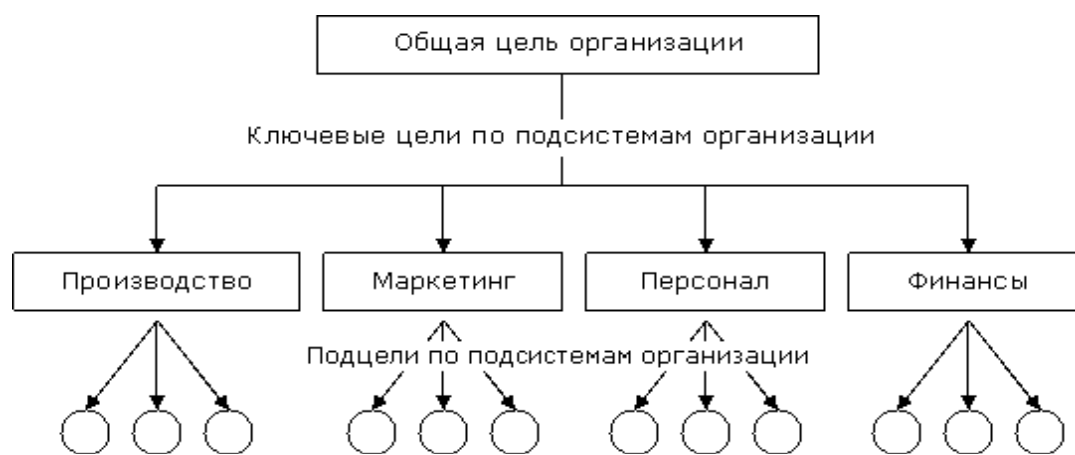 Общая цель организации
Ключевые цели по подсистемам организации
Производство
Маркетинг
Персонал
Финансы
Подцели по подсистемам организации